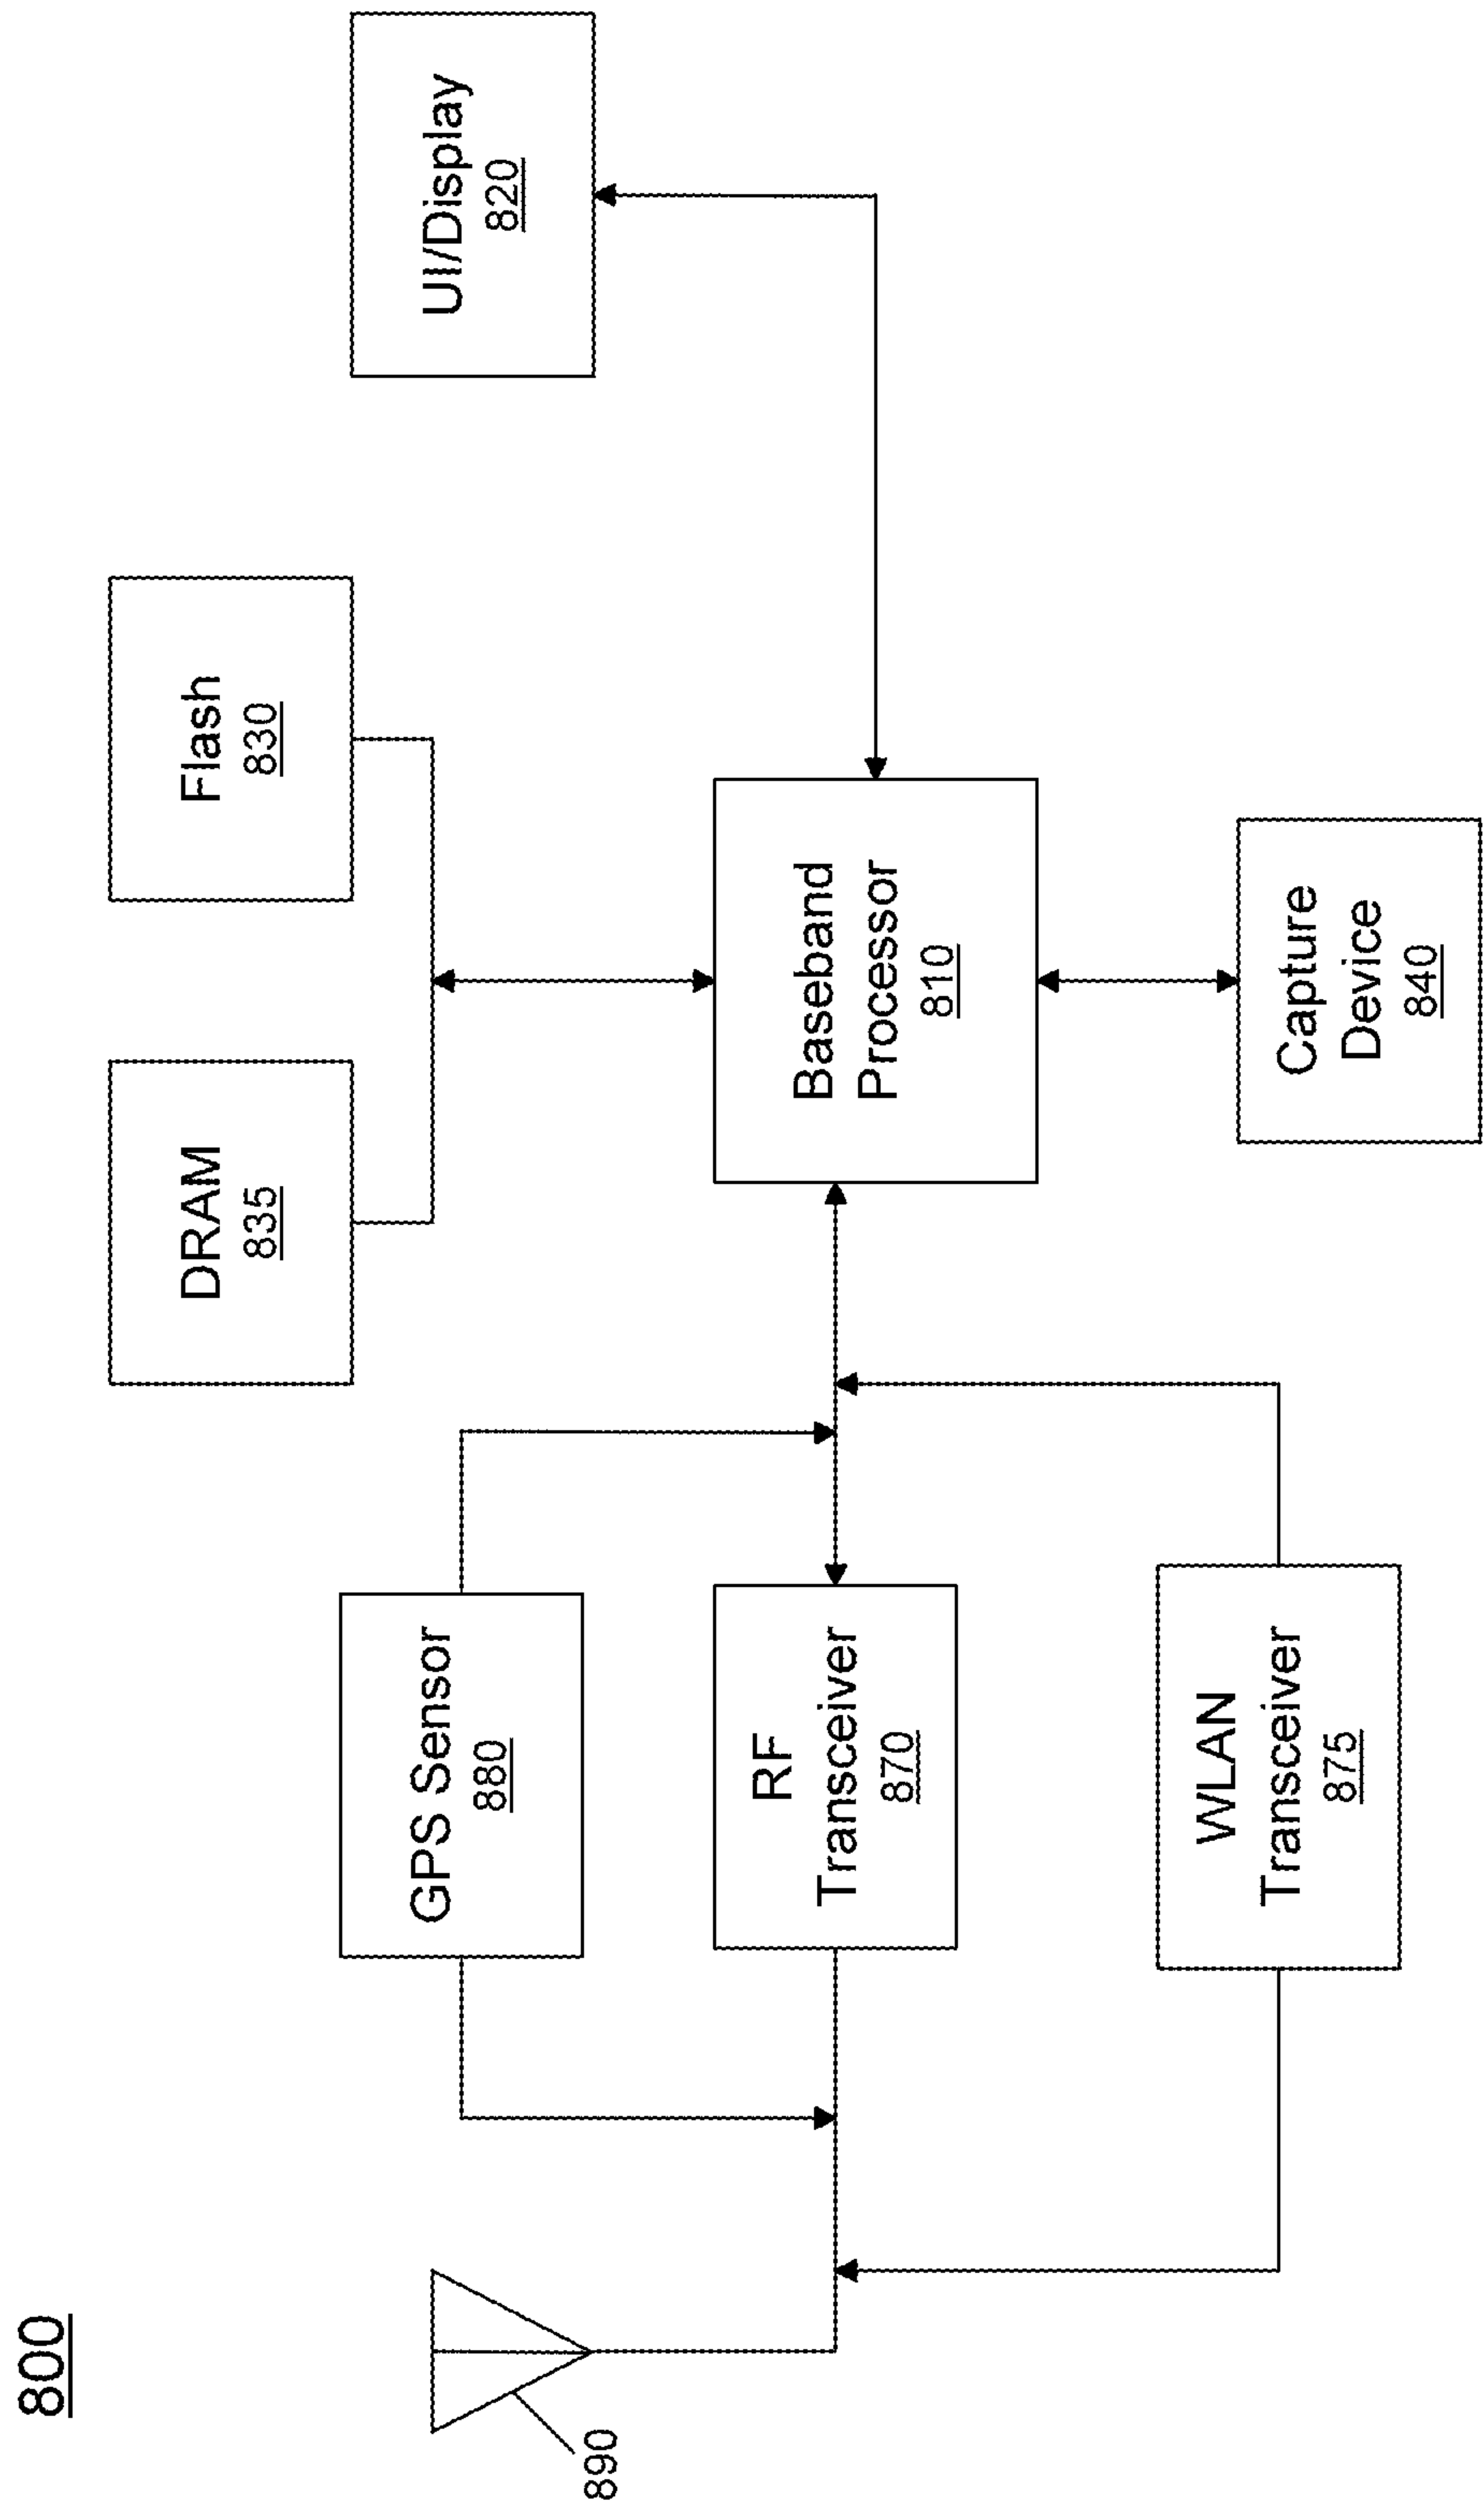 800
DRAM
835
Flash
830
UI/Display
820
GPS Sensor
880
890
RF
Transceiver
870
Baseband
Processor
810
WLAN
Transceiver
875
Capture
Device
840